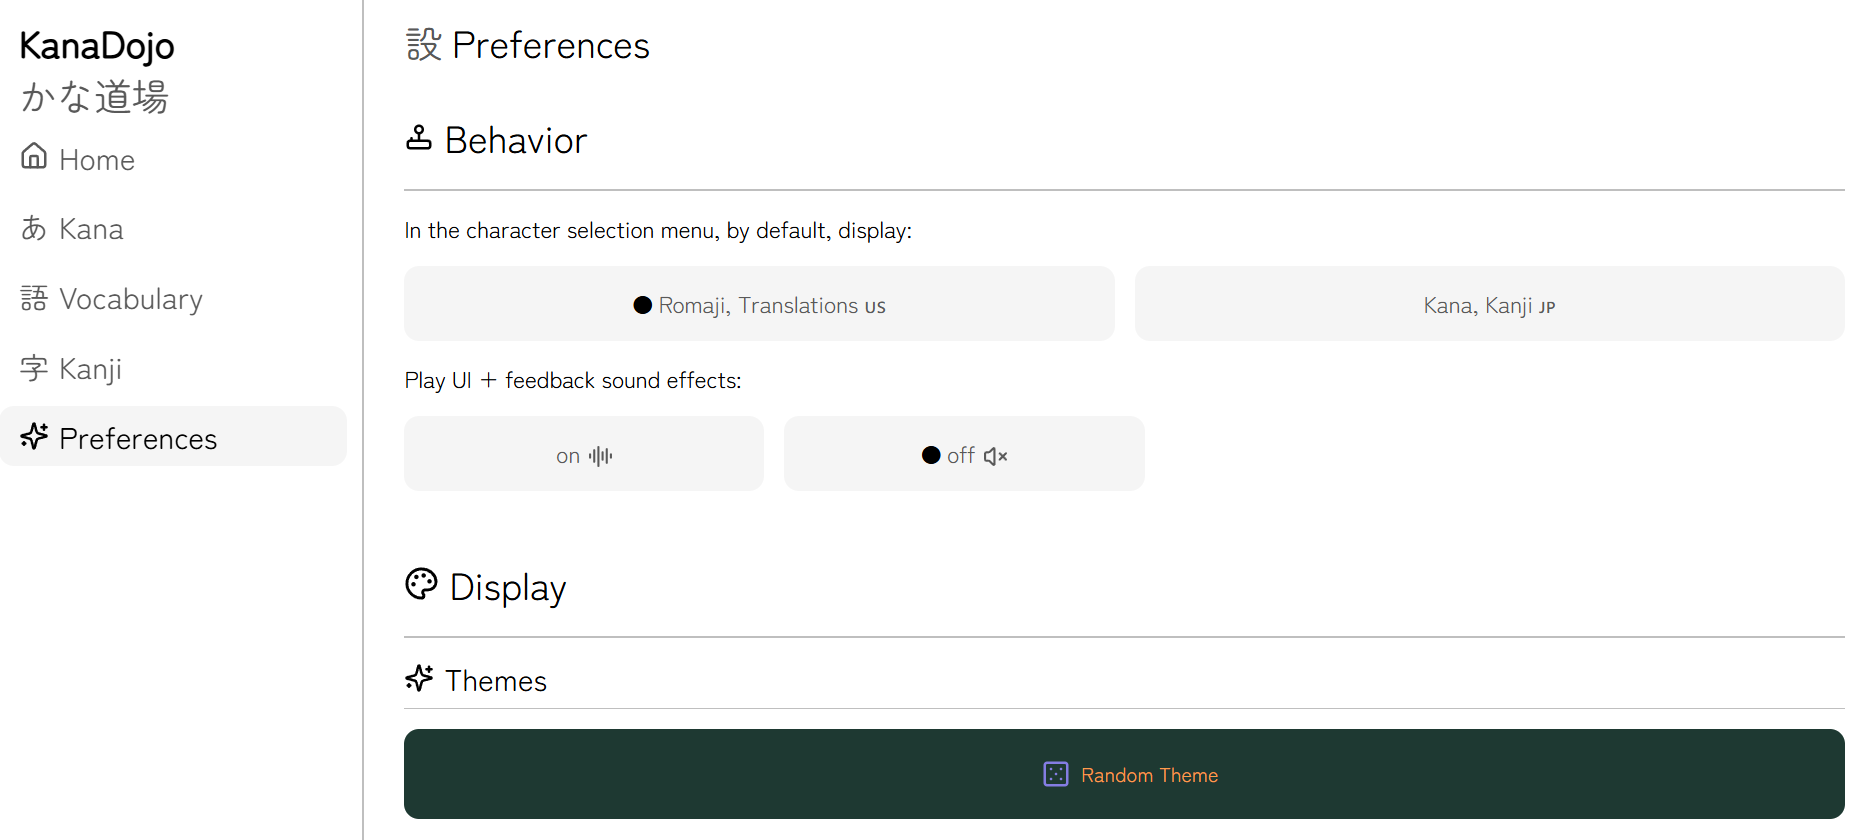 KanaDojo
かな道場
Home
あ Kana
語 Vocabulary
字 Kanji
Preferences
設 Preferences
Behavior
In the character selection menu, by default, display:
Romaji, Translations US
Kana, Kanji JP
Play UI + feedback sound effects:
on
off
Display
Themes
Random Theme